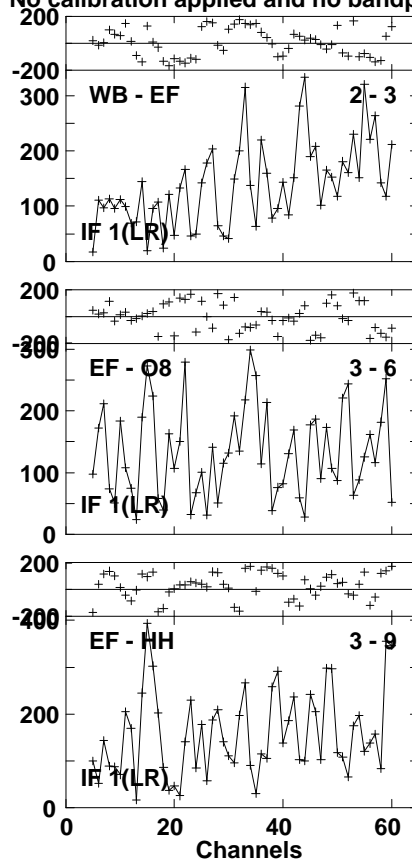 No calibration applied and no bandp
-200
200
300
WB - EF
2 - 3
200
100
IF 1(LR)
0
200
-200
300
EF - O8
3 - 6
200
100
IF 1(LR)
0
200
-200
400
EF - HH
3 - 9
200
IF 1(LR)
0
0 20 40 60
Channels